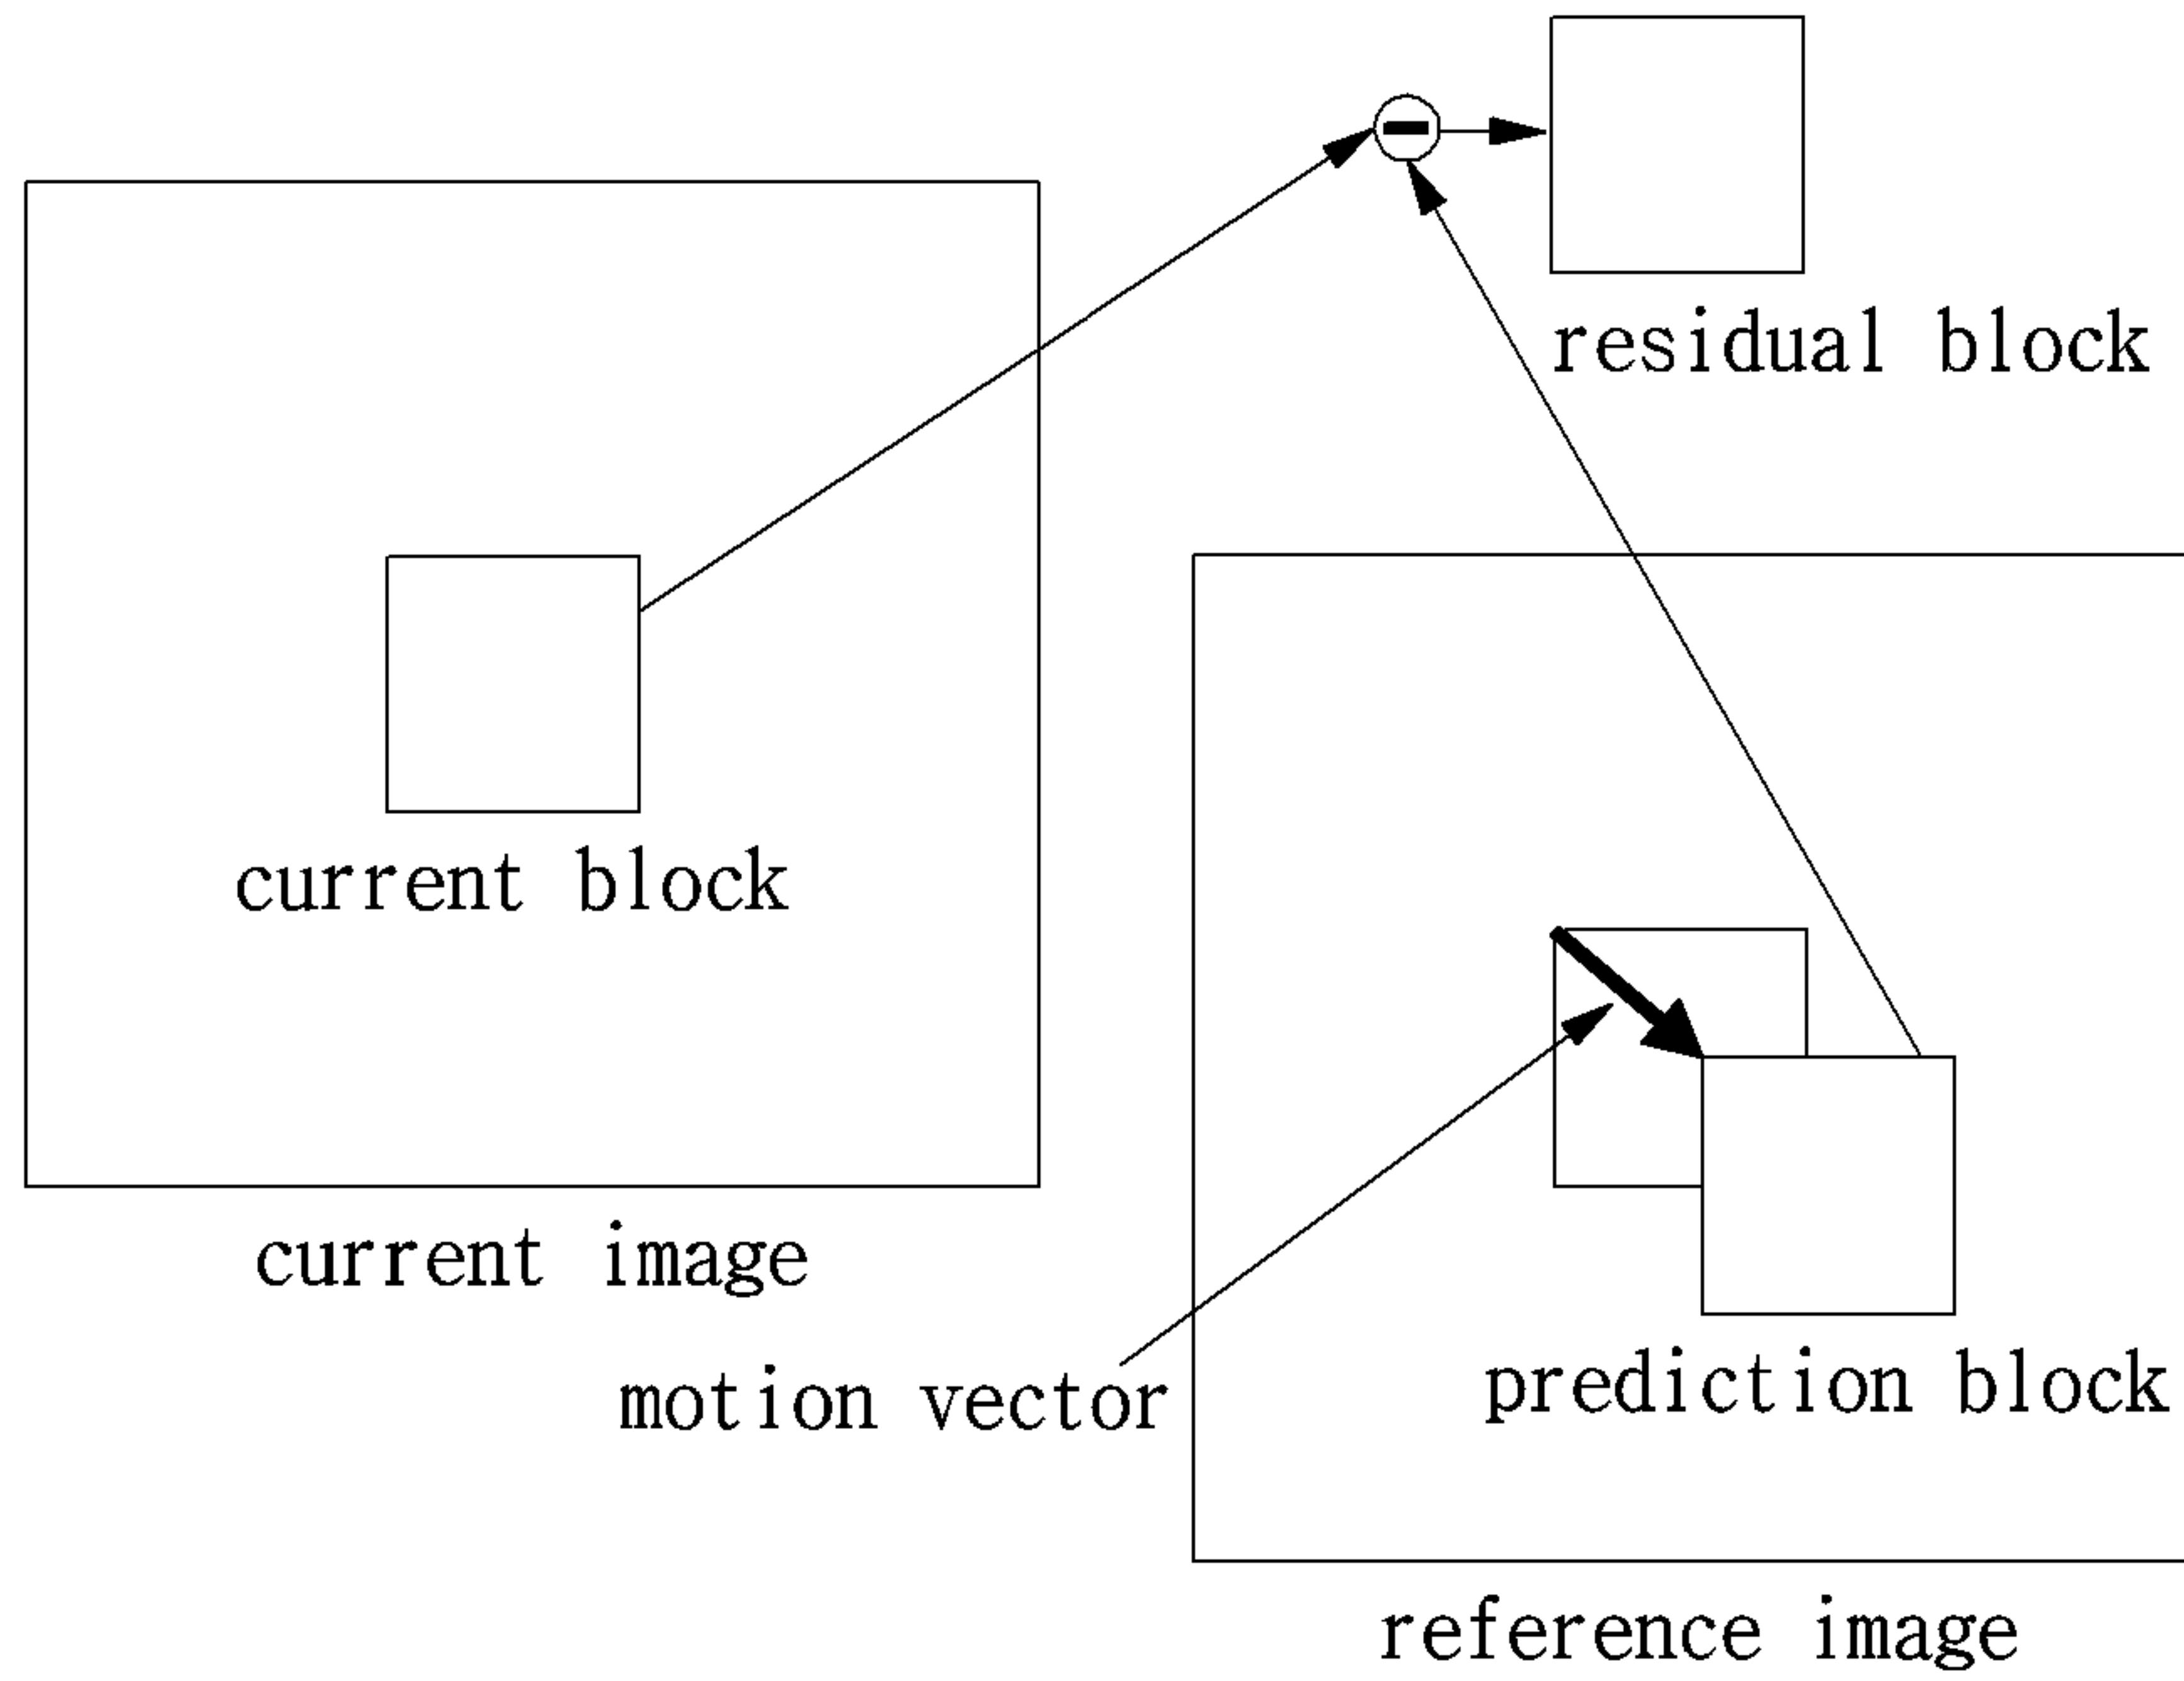 residual block
current block
current image
motion vector
prediction block
reference image